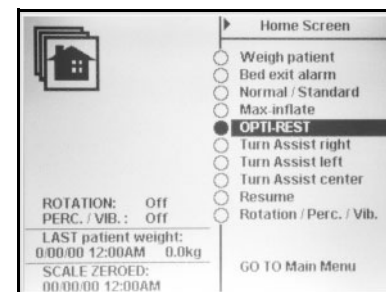 Home Screen
Weigh patient
Bed exit alarm
Normal / Standard
Max-inflate
OPTI-REST
Turn Assist right
Turn Assist left
Turn Assist center
Resume
Rotation / Perc. / Vib.
GO TO Main Menu
ROTATION: Off
PERC. / VIB. : Off
LAST patient weight:
0/00/00 12:00AM 0.0kg
SCALE ZEROED:
00/00/00 12:00AM